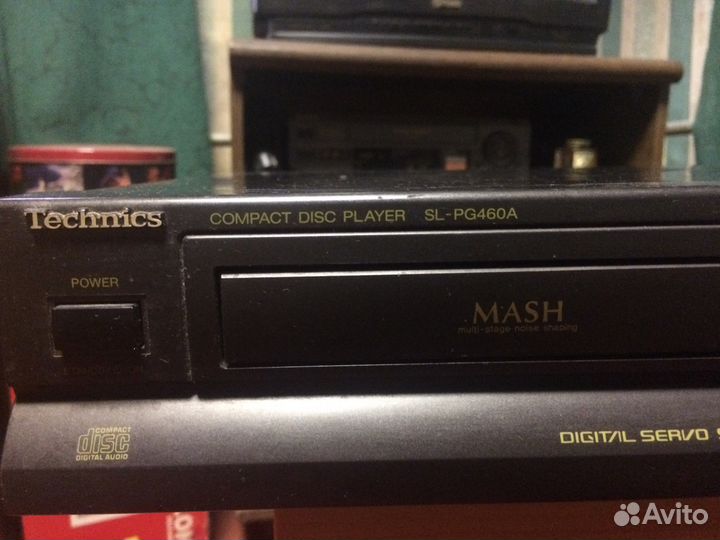 Technics
COMPACT DISC PLAYER SL-PG460A
POWER
MASH
multi-stage noise shaping
COMPACT
disc
DIGITAL AUDIO
DIGITAL SERVO
Avito